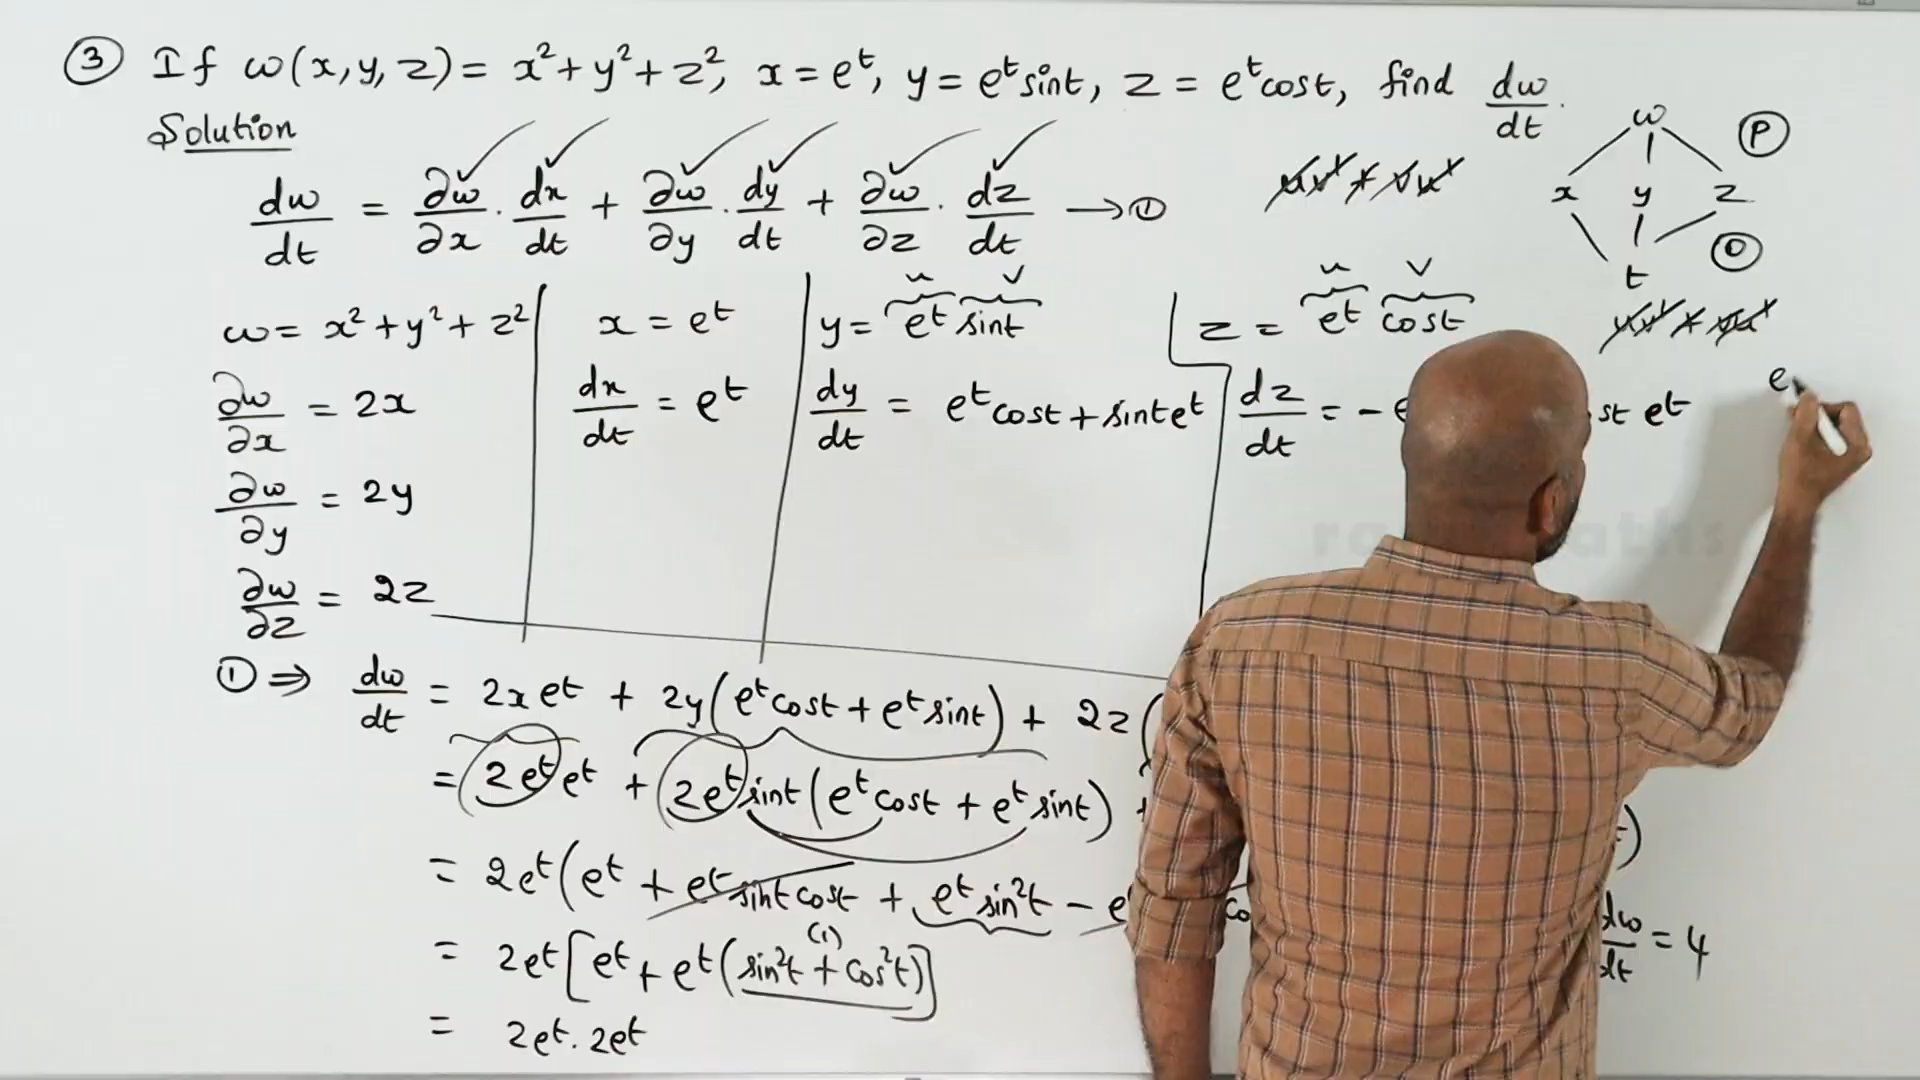 ③ If ω(x, y, z) = x² + y² + z², x = eᵗ, y = eᵗ sint, z = eᵗ cost, find dω/dt.
Solution
dω/dt = ∂ω/∂x · dx/dt + ∂ω/∂y · dy/dt + ∂ω/∂z · dz/dt → ①
ω
x y z
t
P
O
ω = x² + y² + z²
∂ω/∂x = 2x
∂ω/∂y = 2y
∂ω/∂z = 2z
x = eᵗ
dx/dt = eᵗ
u v
y = eᵗ sint
dy/dt = eᵗ cost + sint eᵗ
u v
z = eᵗ cost
dz/dt = - st eᵗ
e
① ⇒ dω/dt = 2x eᵗ + 2y (eᵗ cost + eᵗ sint) + 2z (
= 2eᵗ eᵗ + 2eᵗ sint (eᵗ cost + eᵗ sint) + )
= 2eᵗ (eᵗ + eᵗ sint cost + eᵗ sin²t - e co
= 2eᵗ [eᵗ + eᵗ (sin²t + cos²t)] (1)
= 2eᵗ · 2eᵗ
dω/dt = 4